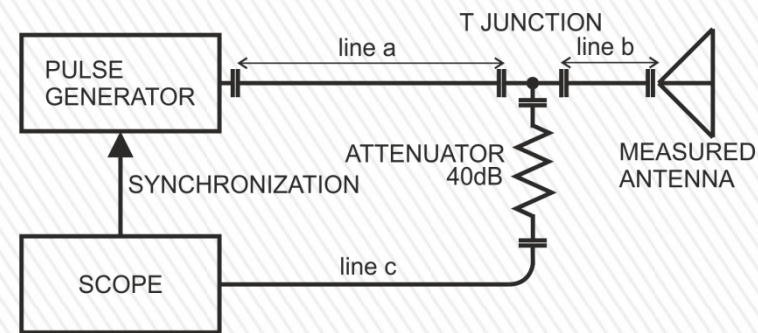 T JUNCTION
line a
line b
PULSE
GENERATOR
ATTENUATOR
40dB
MEASURED
ANTENNA
SYNCHRONIZATION
SCOPE
line c